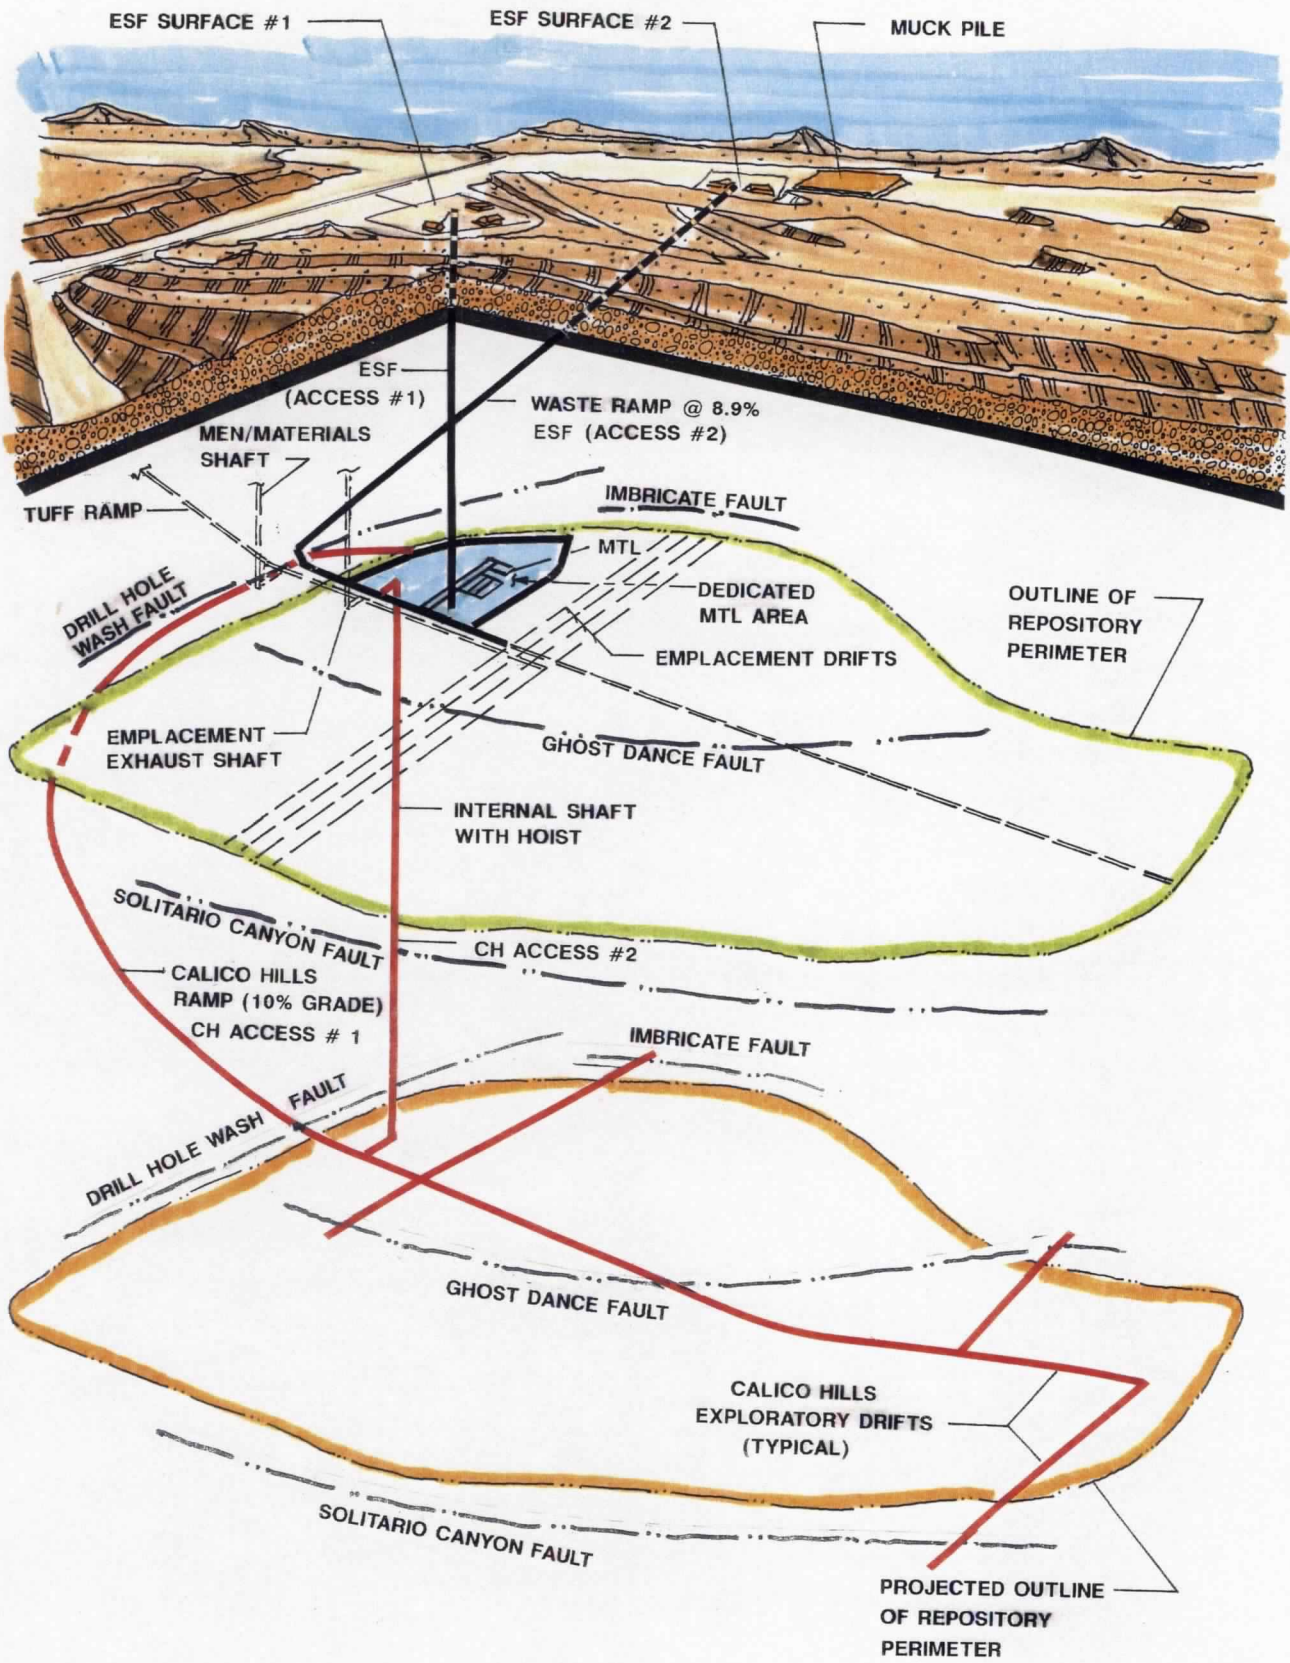 ESF SURFACE #1
ESF SURFACE #2
MUCK PILE
ESF
(ACCESS #1)
WASTE RAMP @ 8.9%
ESF (ACCESS #2)
MEN/MATERIALS
SHAFT
TUFF RAMP
IMBRICATE FAULT
MTL
DEDICATED
MTL AREA
OUTLINE OF
REPOSITORY
PERIMETER
DRILL HOLE
WASH FAULT
EMPLACEMENT DRIFTS
EMPLACEMENT
EXHAUST SHAFT
GHOST DANCE FAULT
INTERNAL SHAFT
WITH HOIST
SOLITARIO CANYON FAULT
CH ACCESS #2
CALICO HILLS
RAMP (10% GRADE)
CH ACCESS # 1
IMBRICATE FAULT
DRILL HOLE WASH FAULT
GHOST DANCE FAULT
CALICO HILLS
EXPLORATORY DRIFTS
(TYPICAL)
SOLITARIO CANYON FAULT
PROJECTED OUTLINE
OF REPOSITORY
PERIMETER